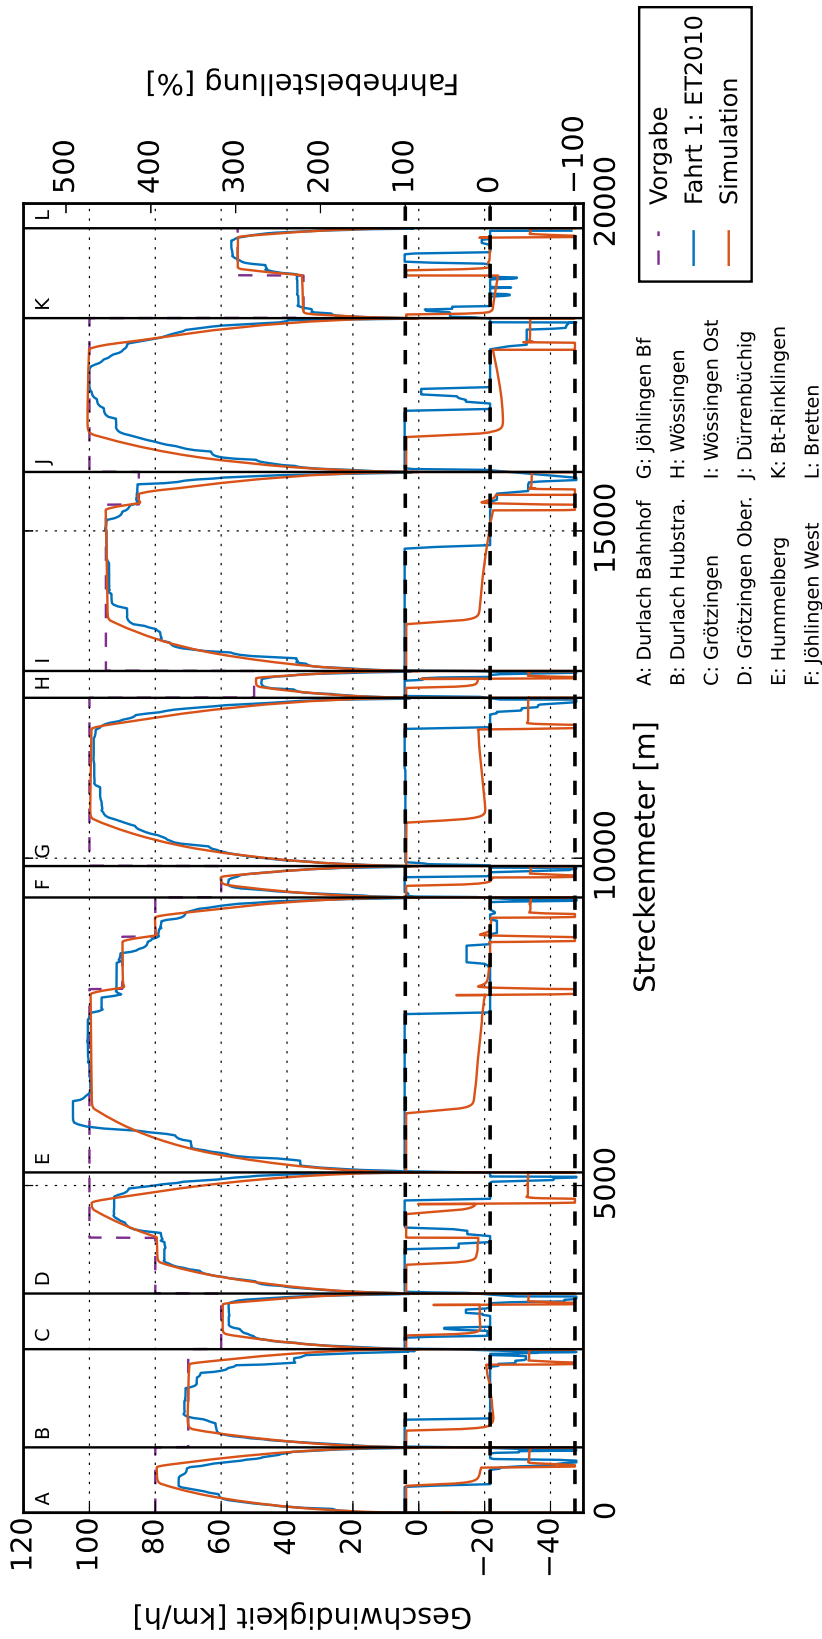 Geschwindigkeit [km/h]
120
100
80
60
40
20
0
−20
−40
A
B
C
D
E
F
G
H
I
J
K
L
500
400
300
200
100
0
−100
Fahrhebelstellung [%]
0
5000
10000
15000
20000
Streckenmeter [m]
A: Durlach Bahnhof
B: Durlach Hubstra.
C: Grötzingen
D: Grötzingen Ober.
E: Hummelberg
F: Jöhlingen West
G: Jöhlingen Bf
H: Wössingen
I: Wössingen Ost
J: Dürrenbüchig
K: Bt-Rinklingen
L: Bretten
Vorgabe
Fahrt 1: ET2010
Simulation